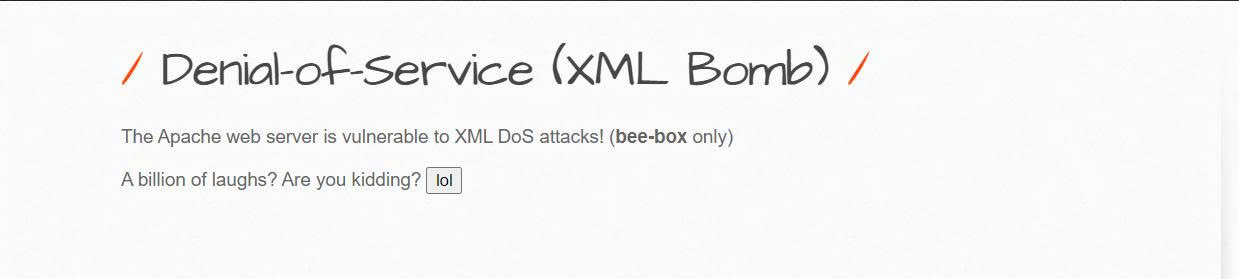 / Denial-of-Service (XML Bomb) /
The Apache web server is vulnerable to XML DoS attacks! (bee-box only)
A billion of laughs? Are you kidding? lol